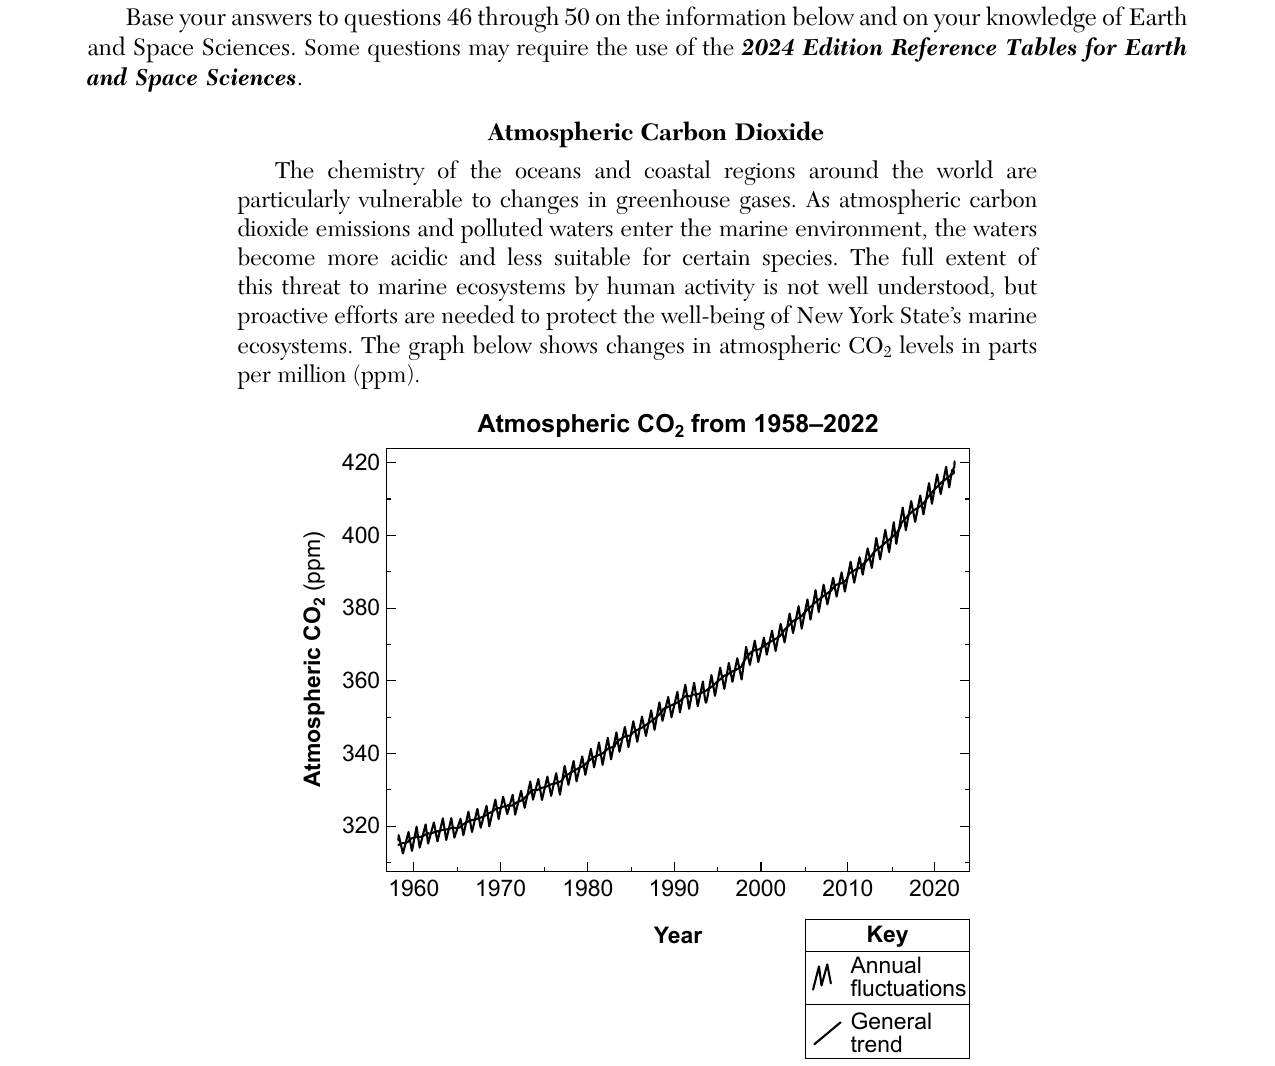 Base your answers to questions 46 through 50 on the information below and on your knowledge of Earth
and Space Sciences. Some questions may require the use of the 2024 Edition Reference Tables for Earth
and Space Sciences.
Atmospheric Carbon Dioxide
The chemistry of the oceans and coastal regions around the world are
particularly vulnerable to changes in greenhouse gases. As atmospheric carbon
dioxide emissions and polluted waters enter the marine environment, the waters
become more acidic and less suitable for certain species. The full extent of
this threat to marine ecosystems by human activity is not well understood, but
proactive efforts are needed to protect the well-being of New York State’s marine
ecosystems. The graph below shows changes in atmospheric CO₂ levels in parts
per million (ppm).
Atmospheric CO₂ from 1958–2022
Atmospheric CO₂ (ppm)
420
400
380
360
340
320
1960 1970 1980 1990 2000 2010 2020
Year
Key
Annual
fluctuations
General
trend